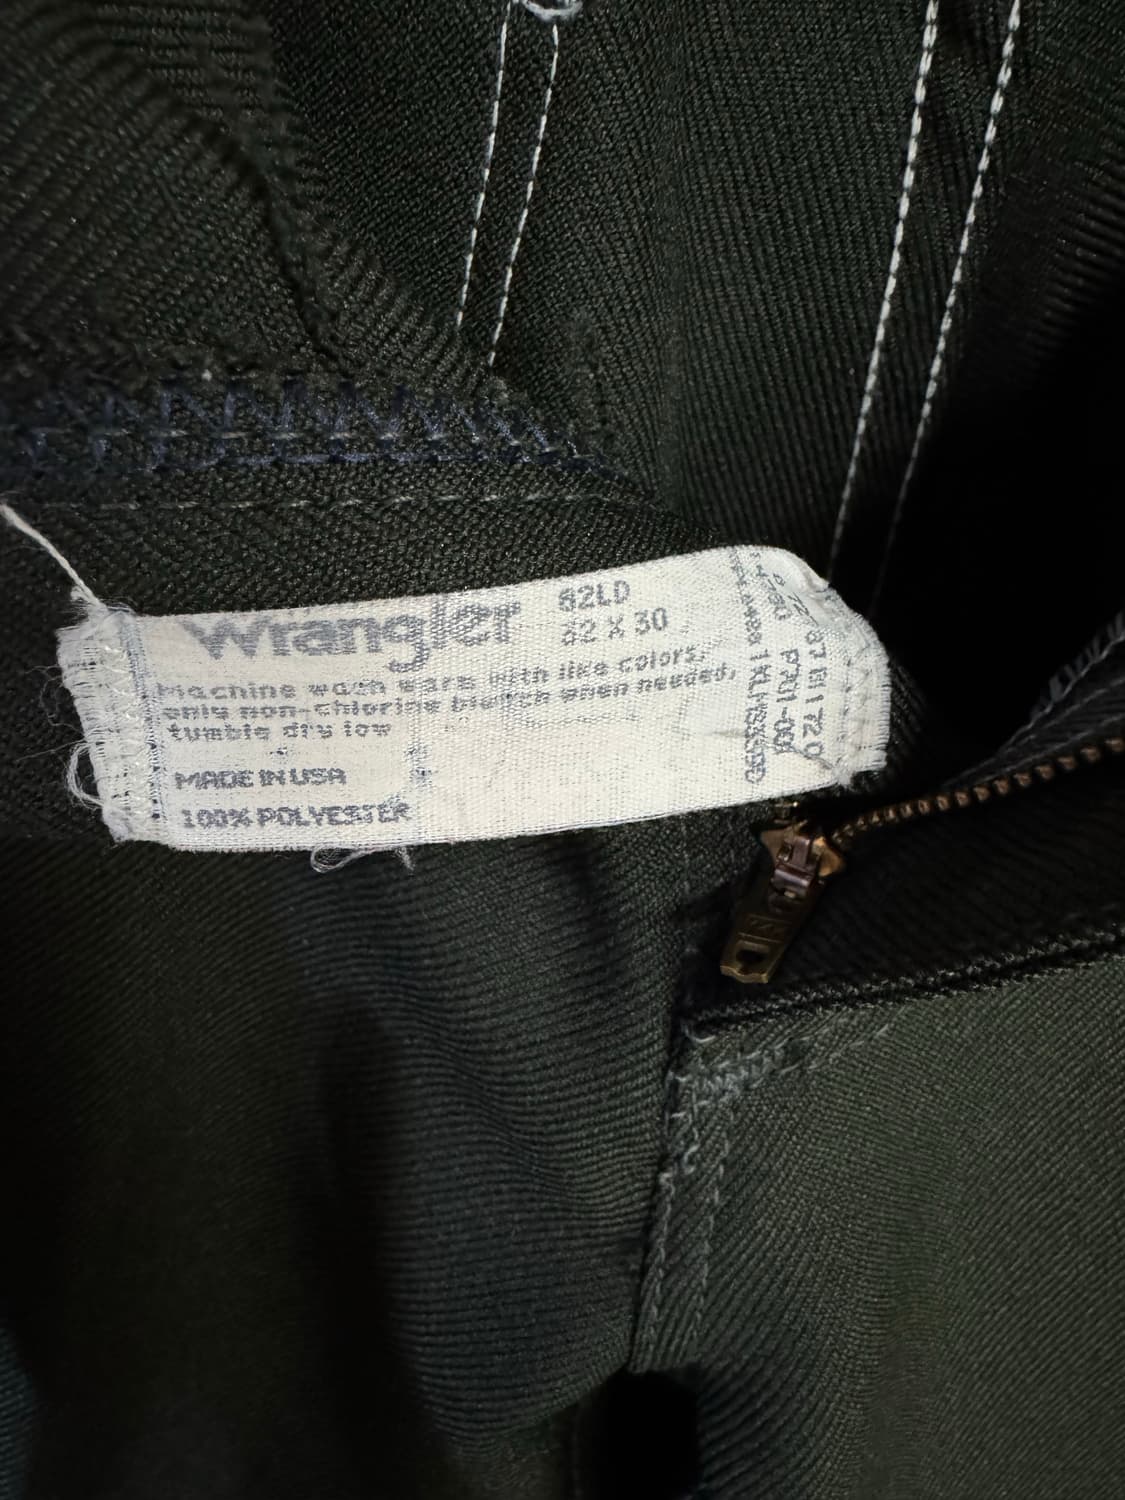 Wrangler
82LD
32 X 30
Machine wash warm with like colors,
only non-chlorine bleach when needed,
tumble dry low
MADE IN USA
100% POLYESTER